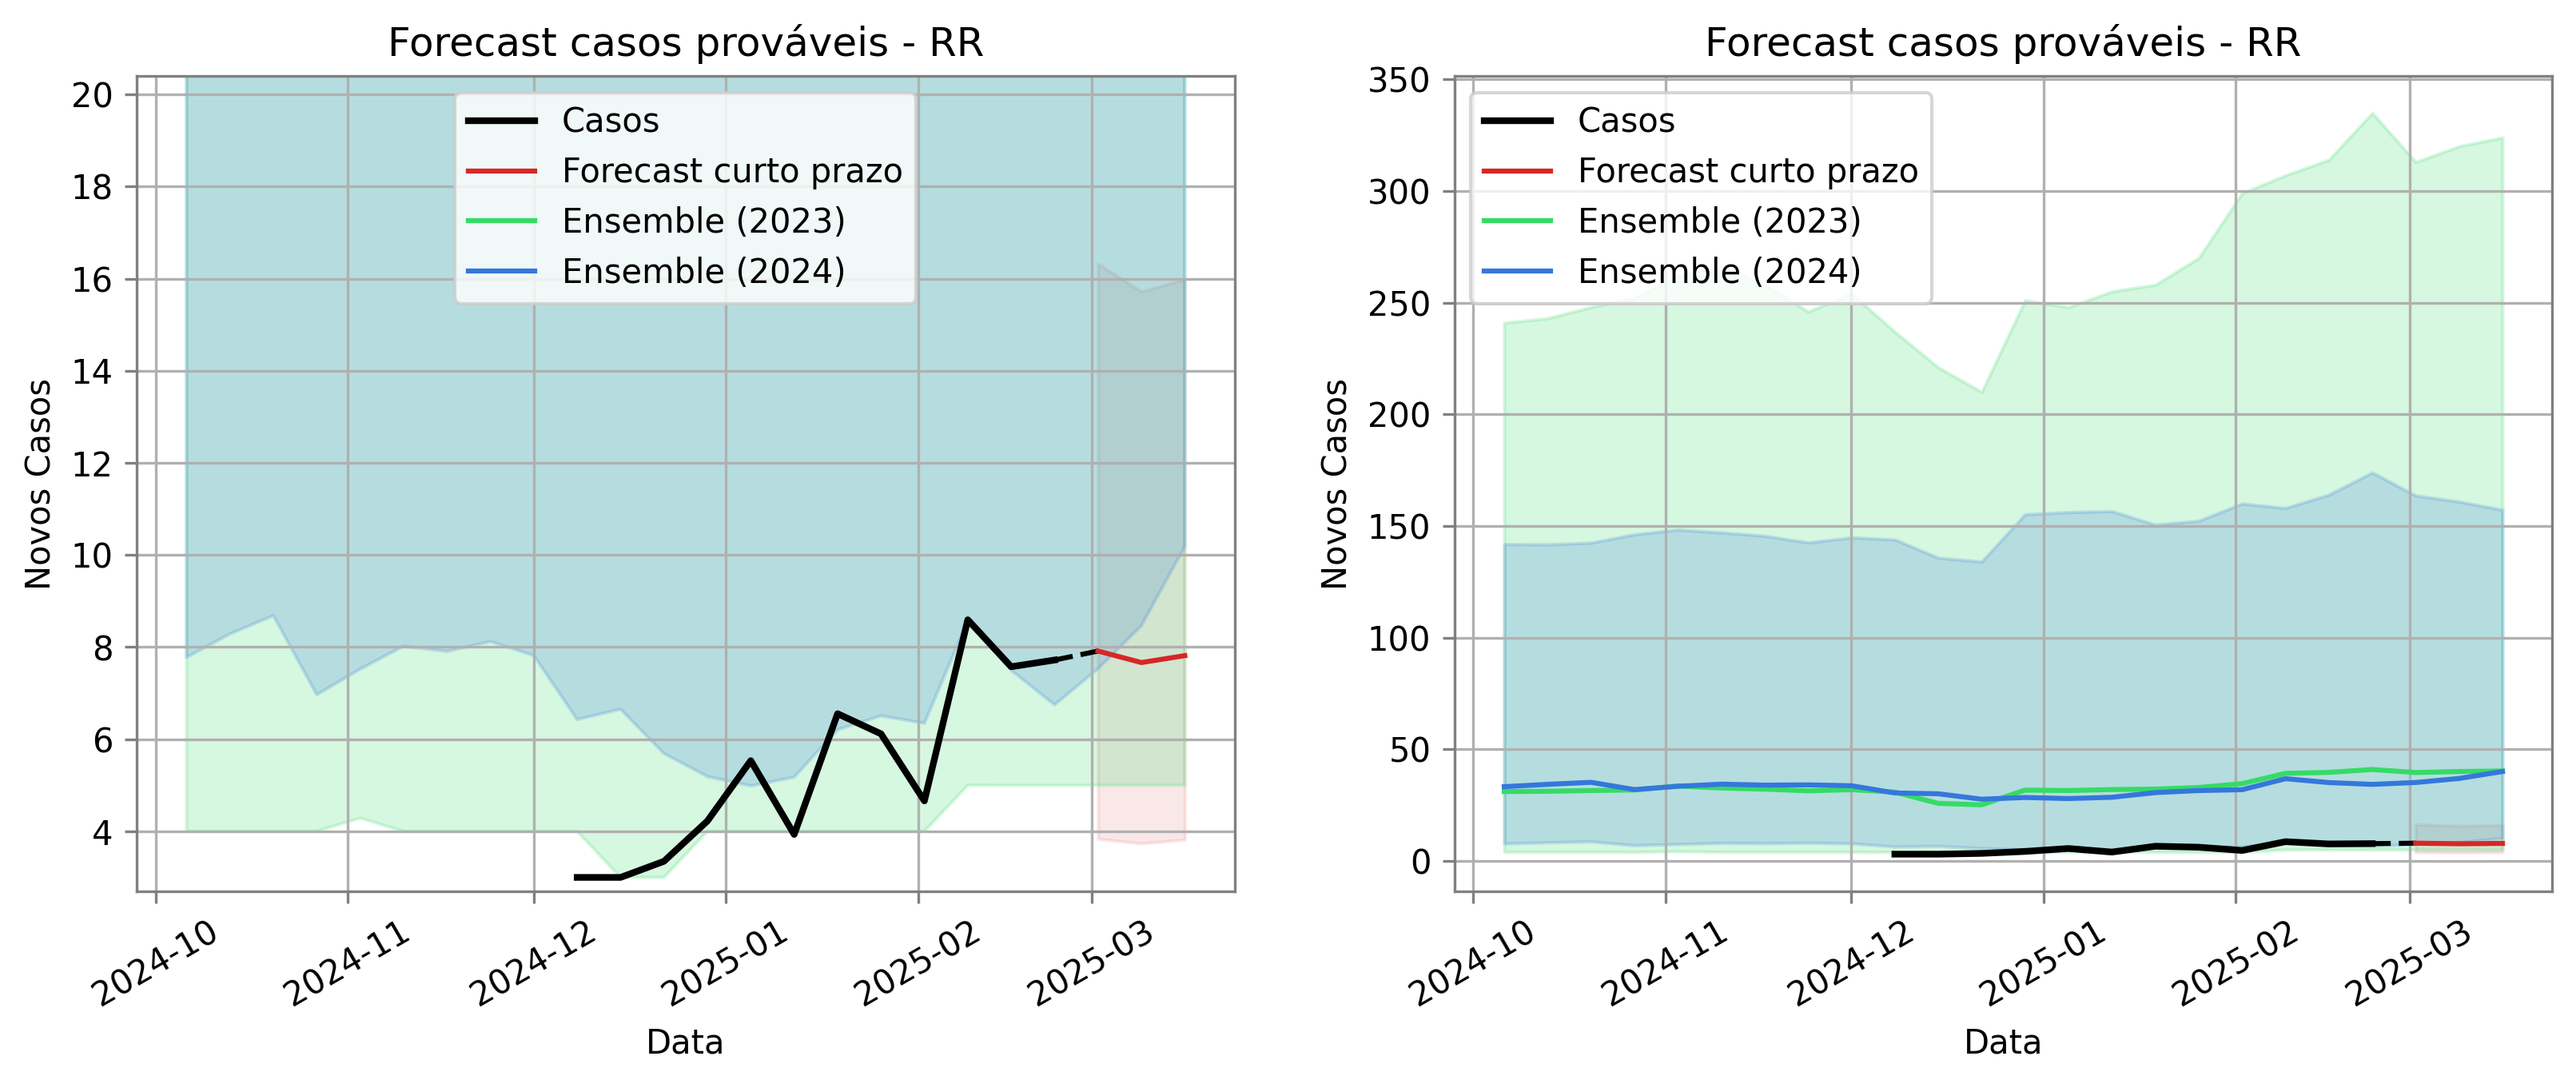 Forecast casos prováveis - RR
Novos Casos
20
18
16
14
12
10
8
6
4
Casos
Forecast curto prazo
Ensemble (2023)
Ensemble (2024)
2024-10
2024-11
2024-12
2025-01
2025-02
2025-03
Data
Forecast casos prováveis - RR
Novos Casos
350
300
250
200
150
100
50
0
Casos
Forecast curto prazo
Ensemble (2023)
Ensemble (2024)
2024-10
2024-11
2024-12
2025-01
2025-02
2025-03
Data